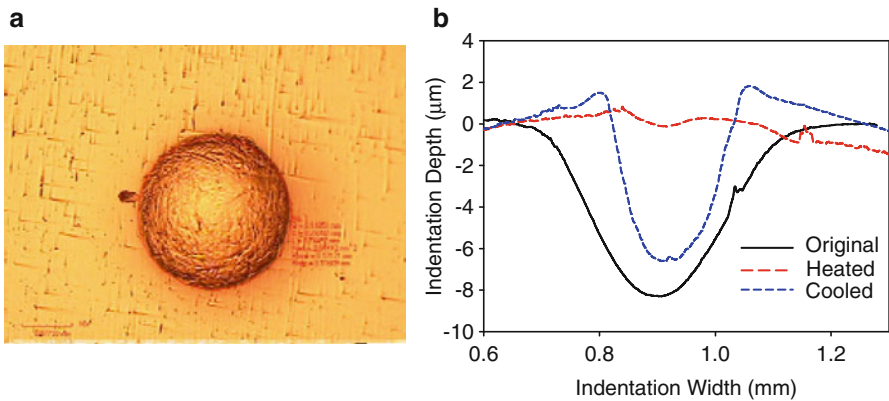 a
b
4
2
0
-2
-4
-6
-8
-10
Indentation Depth (μm)
Original
Heated
Cooled
0.6
0.8
1.0
1.2
Indentation Width (mm)